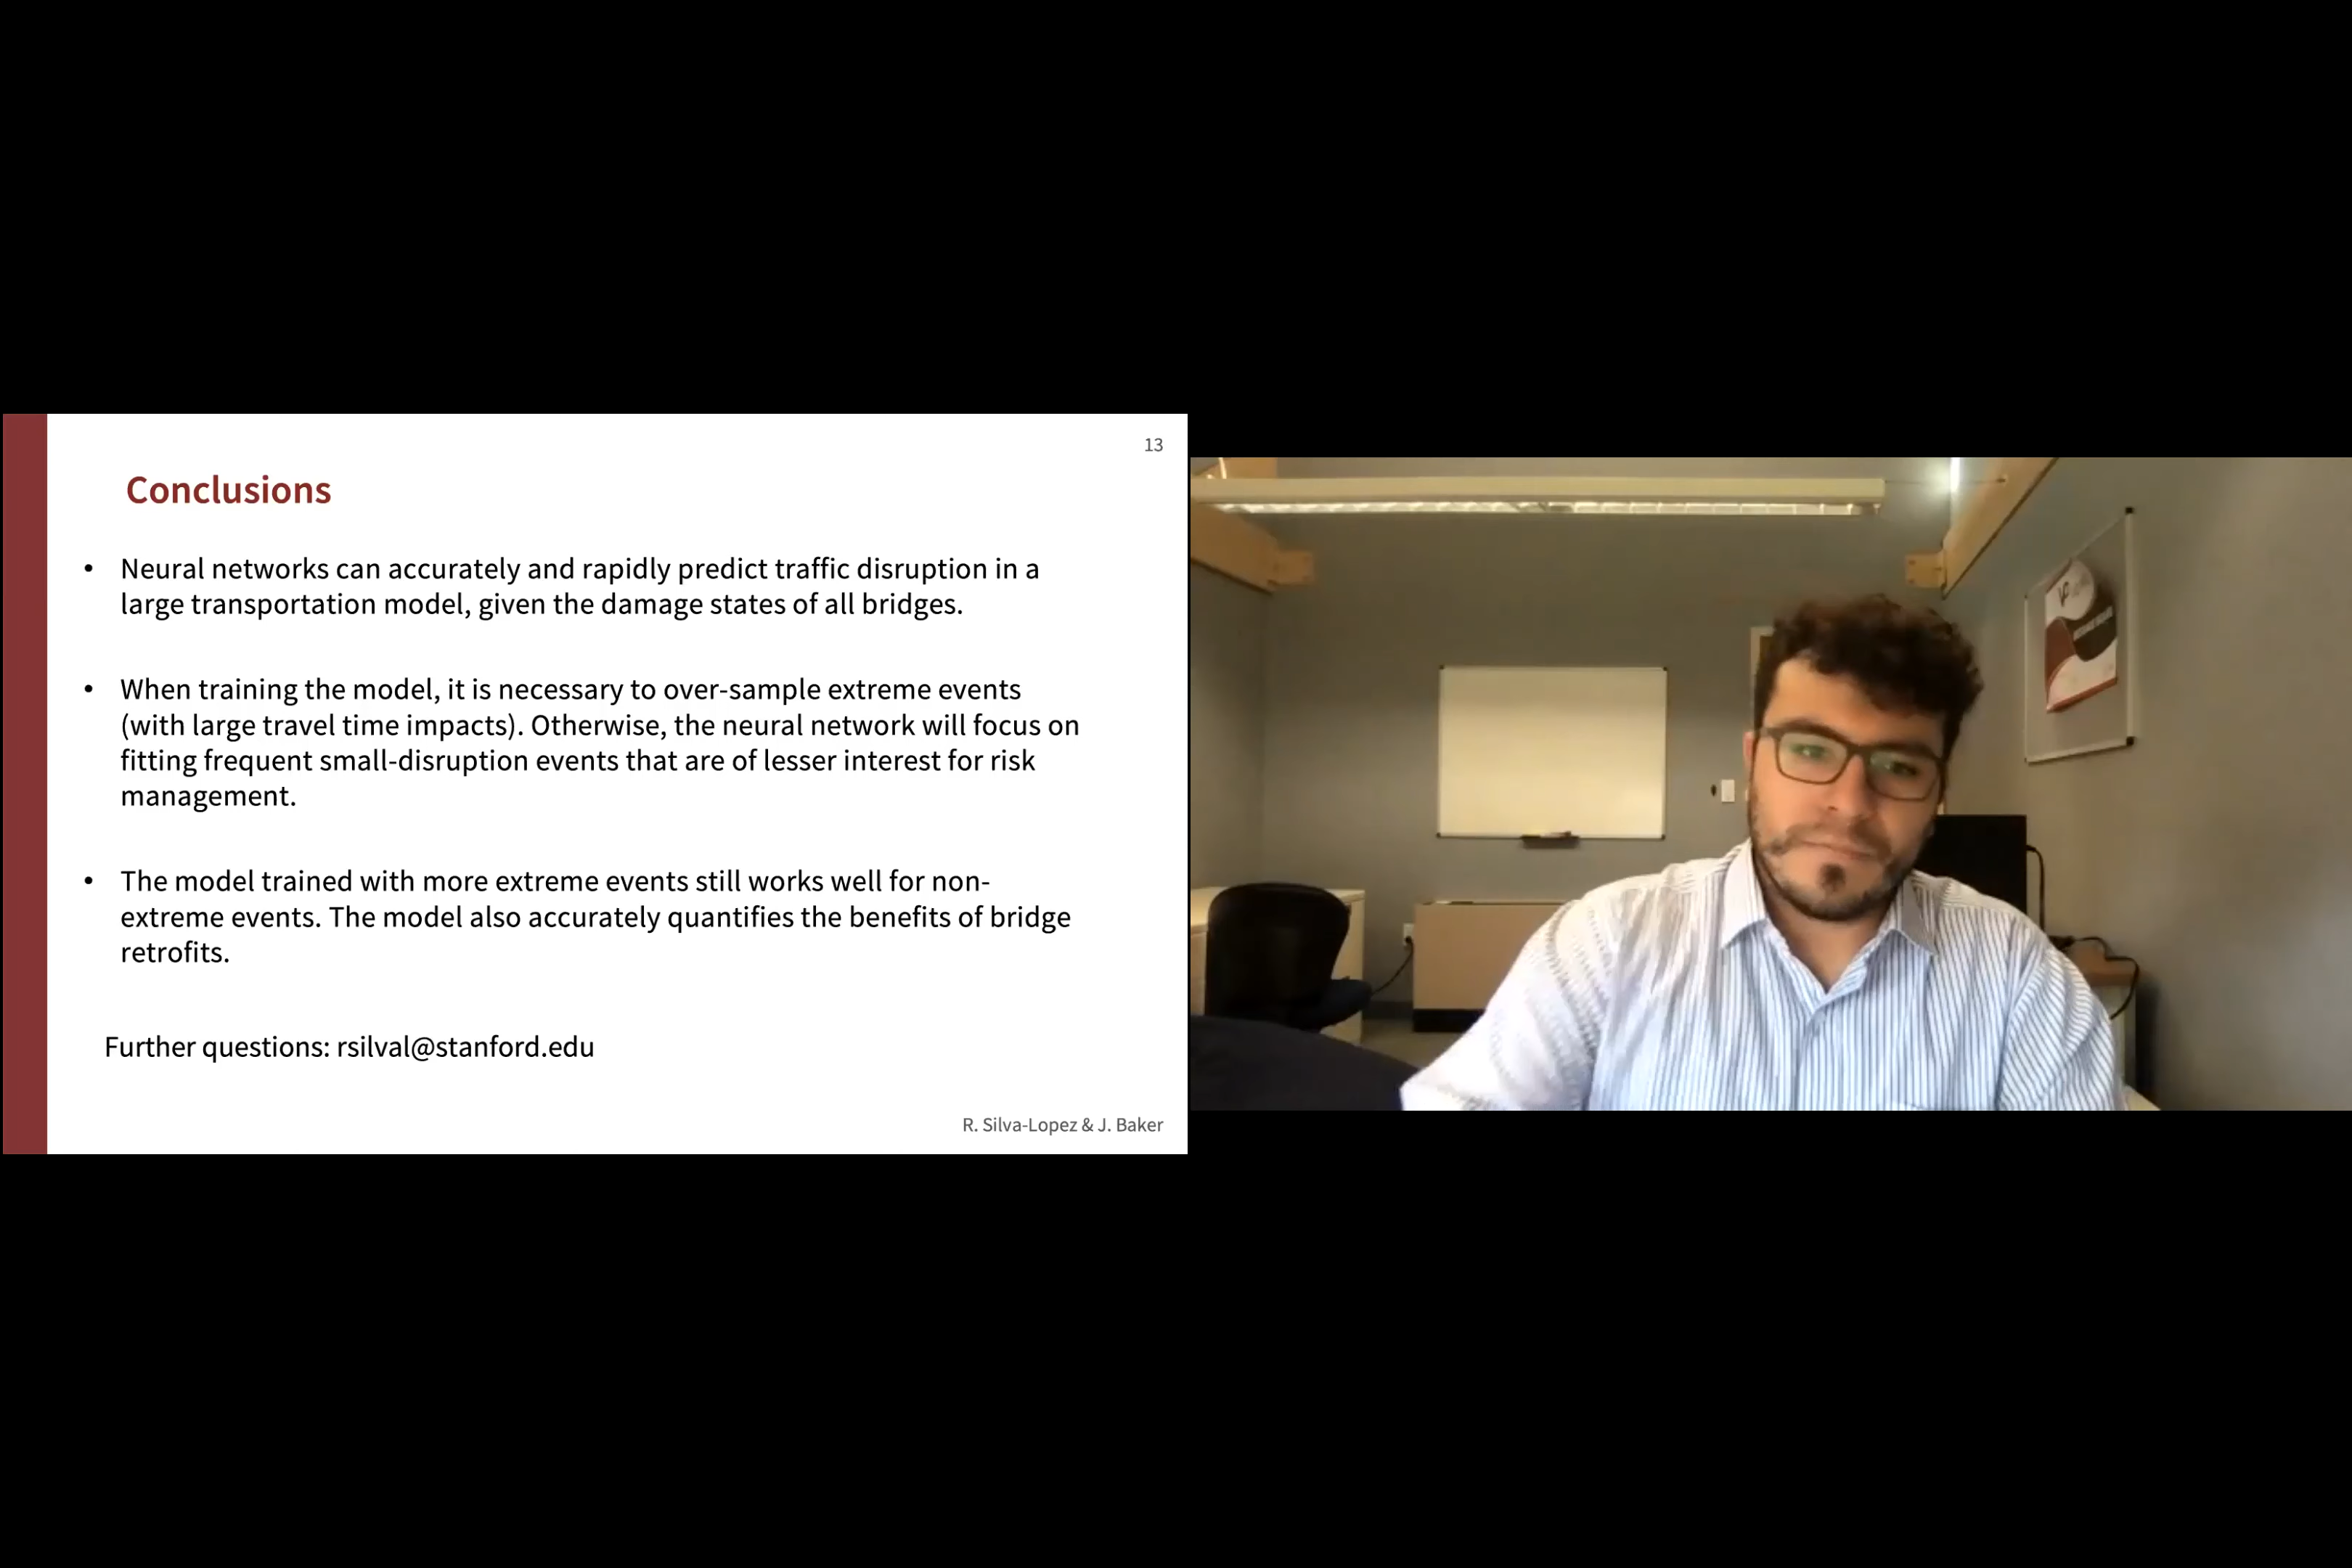 13
Conclusions
• Neural networks can accurately and rapidly predict traffic disruption in a
large transportation model, given the damage states of all bridges.
• When training the model, it is necessary to over-sample extreme events
(with large travel time impacts). Otherwise, the neural network will focus on
fitting frequent small-disruption events that are of lesser interest for risk
management.
• The model trained with more extreme events still works well for non-
extreme events. The model also accurately quantifies the benefits of bridge
retrofits.
Further questions: rsilval@stanford.edu
R. Silva-Lopez & J. Baker